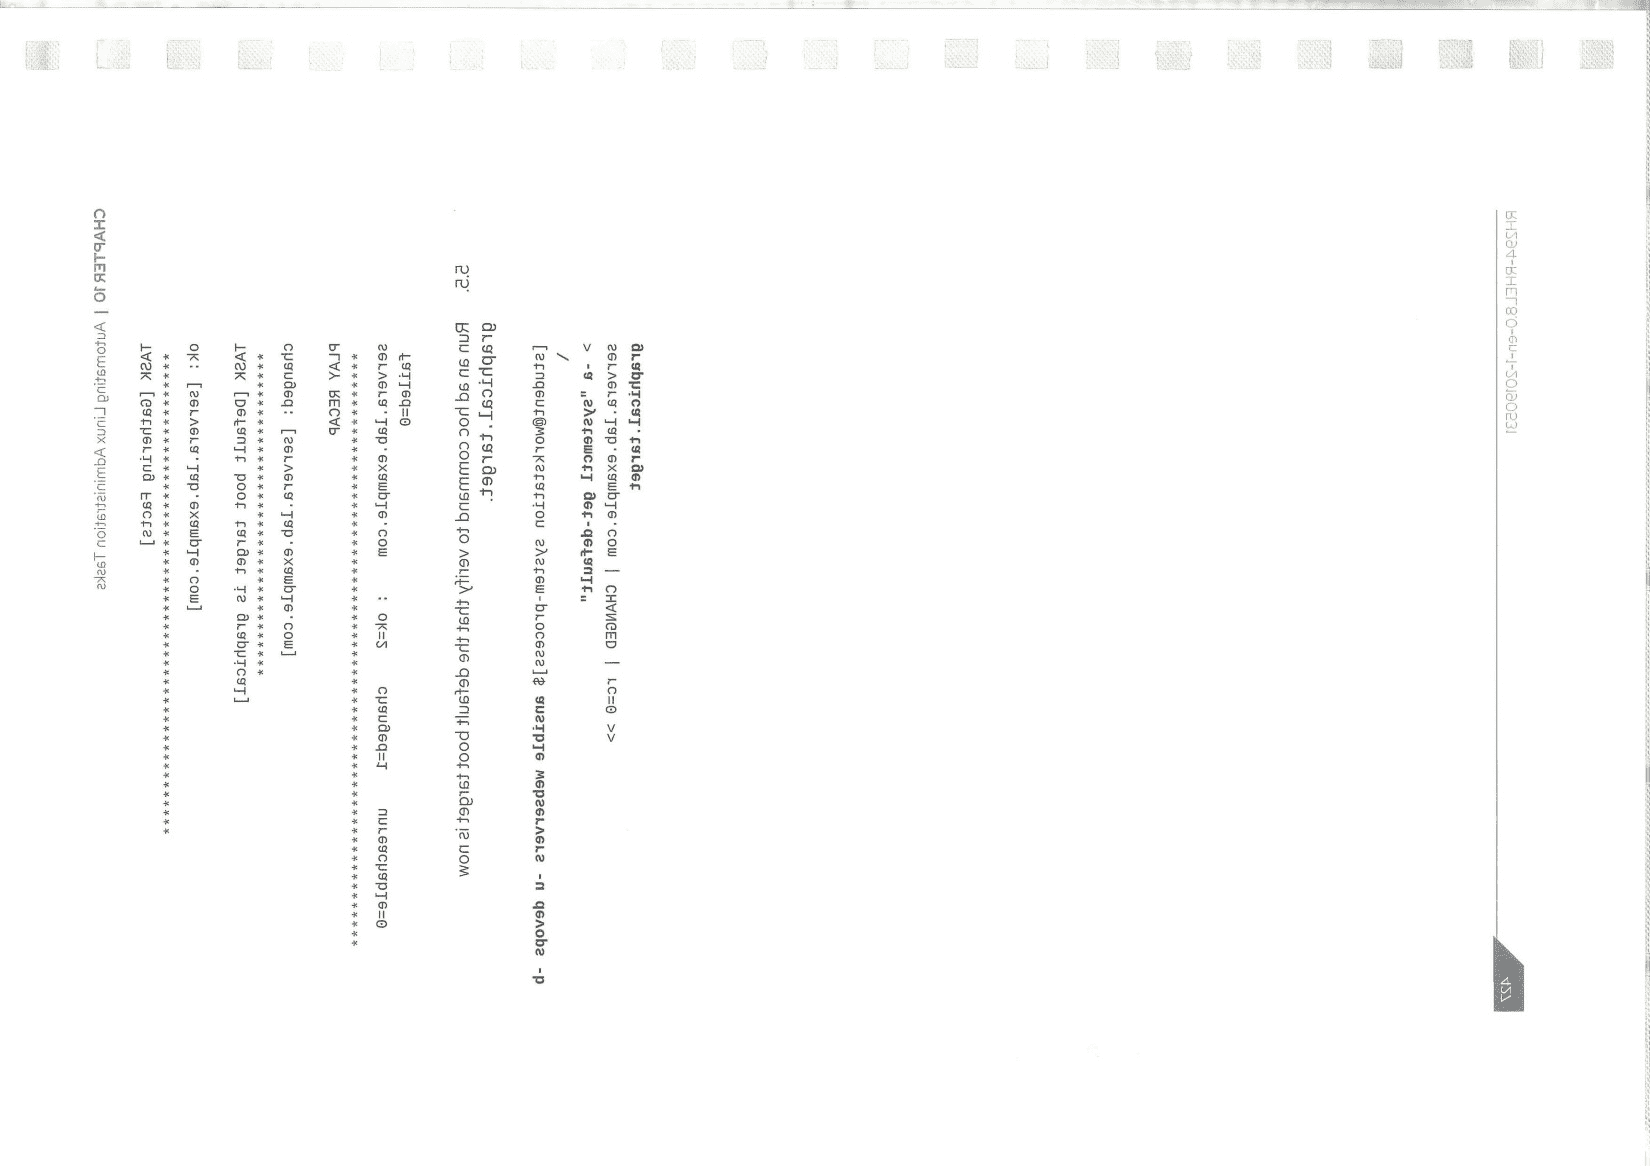 CHAPTER 10 | Automating Linux Administration Tasks
TASK [Gathering Facts]
*********************************************************
ok: [servera.lab.example.com]
TASK [Default boot target is graphical]
**************************************
changed: [servera.lab.example.com]
PLAY RECAP
***********************************************************************
servera.lab.example.com : ok=2 changed=1 unreachable=0
failed=0
5.5. Run an ad hoc command to verify that the default boot target is now
graphical.target.
[student@workstation system-process]$ ansible webservers -u devops -b
\
> -a "systemctl get-default"
servera.lab.example.com | CHANGED | rc=0 >>
graphical.target
RH294-RHEL8.0-en-1-20190531
427